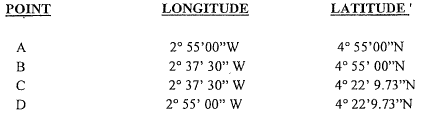 POINT LONGITUDE LATITUDE '
A 2° 55'00" W 4° 55'00"N
B 2° 37' 30" W 4° 55' 00"N
C 2° 37' 30" W 4° 22' 9.73"N
D 2° 55' 00" W 4° 22'9.73"N